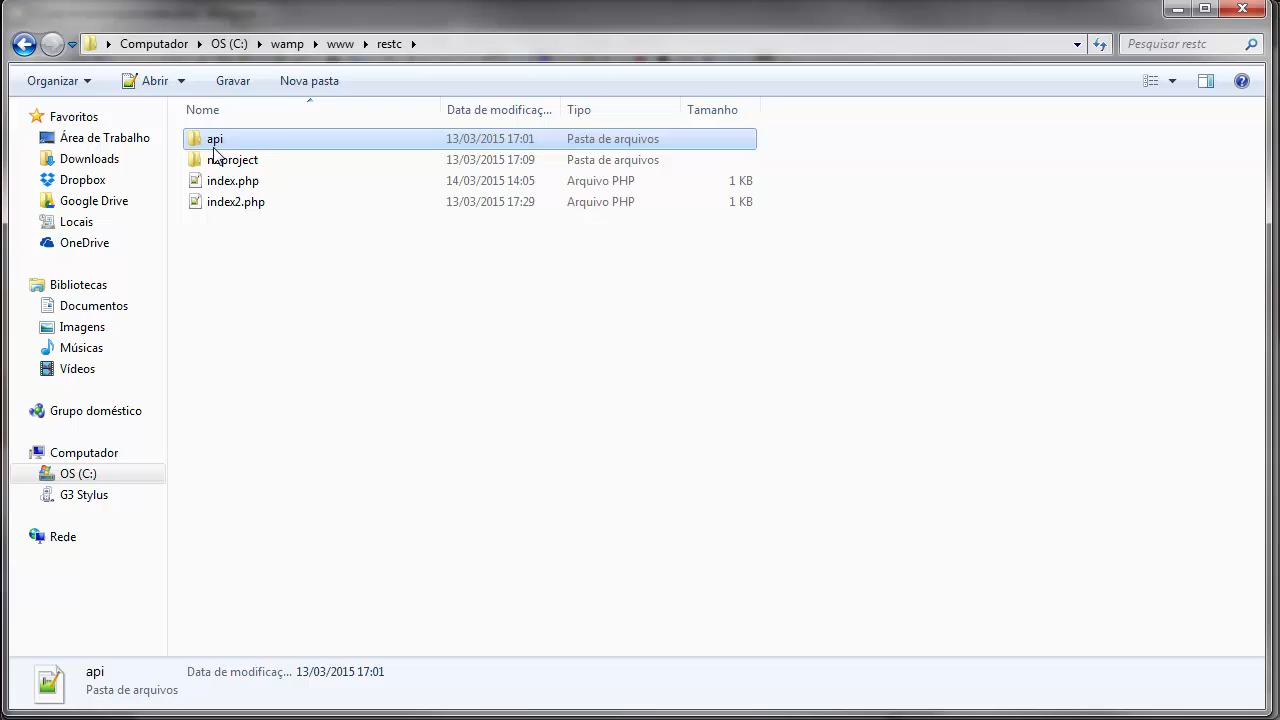 Computador OS (C:) wamp www restc
Pesquisar restc
Organizar Abrir Gravar Nova pasta
Nome Data de modificaç... Tipo Tamanho
api 13/03/2015 17:01 Pasta de arquivos
13/03/2015 17:09 Pasta de arquivos
index.php 14/03/2015 14:05 Arquivo PHP 1 KB
index2.php 13/03/2015 17:29 Arquivo PHP 1 KB
Favoritos
Área de Trabalho
Downloads
Dropbox
Google Drive
Locais
OneDrive
Bibliotecas
Documentos
Imagens
Músicas
Vídeos
Grupo doméstico
Computador
OS (C:)
G3 Stylus
Rede
api Data de modificaç... 13/03/2015 17:01
Pasta de arquivos